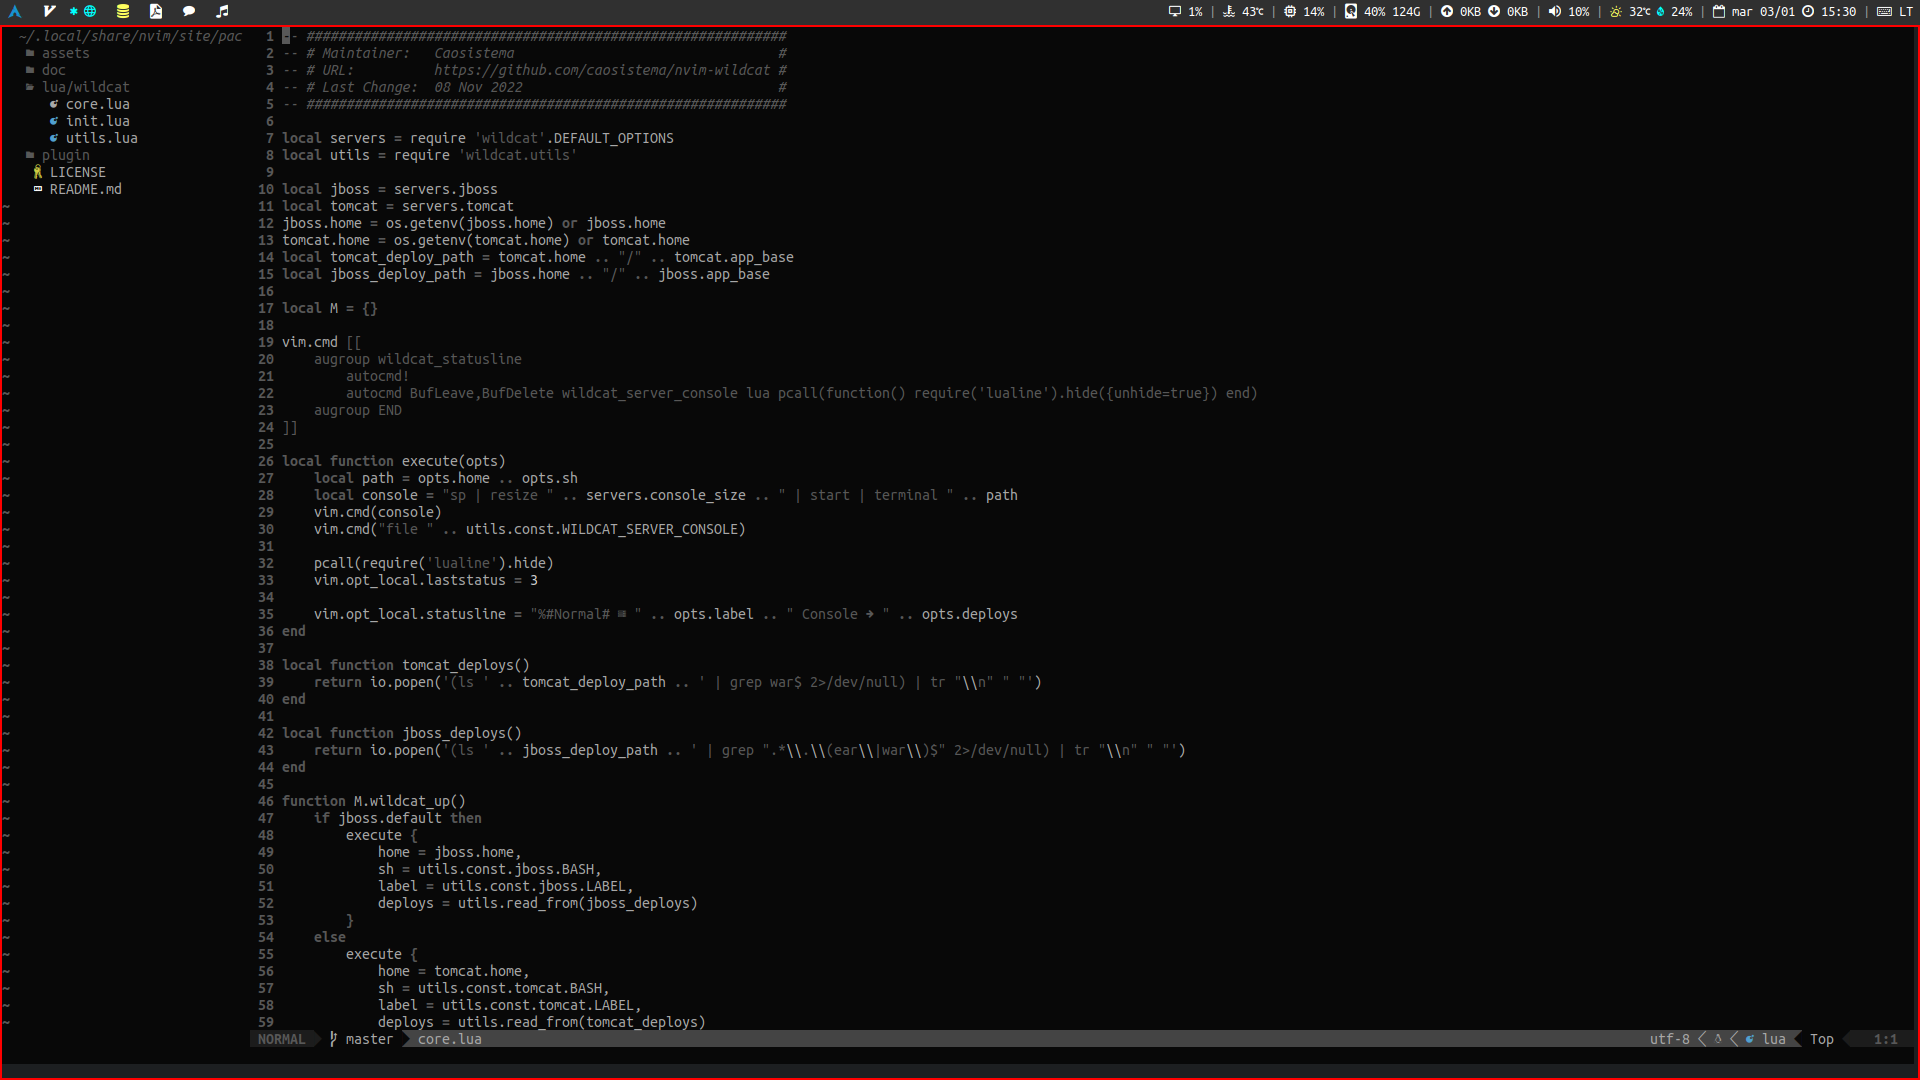 1% | 43℃ | 14% | 40% 124G | 0KB 0KB | 10% | 32℃ 24% | mar 03/01 15:30 | LT
~/.local/share/nvim/site/pac
assets
doc
lua/wildcat
core.lua
init.lua
utils.lua
plugin
LICENSE
README.md
1 -- ############################################################
2 -- # Maintainer:   Caosistema                                 #
3 -- # URL:          https://github.com/caosistema/nvim-wildcat #
4 -- # Last Change:  08 Nov 2022                                #
5 -- ############################################################
6
7 local servers = require 'wildcat'.DEFAULT_OPTIONS
8 local utils = require 'wildcat.utils'
9
10 local jboss = servers.jboss
11 local tomcat = servers.tomcat
12 jboss.home = os.getenv(jboss.home) or jboss.home
13 tomcat.home = os.getenv(tomcat.home) or tomcat.home
14 local tomcat_deploy_path = tomcat.home .. "/" .. tomcat.app_base
15 local jboss_deploy_path = jboss.home .. "/" .. jboss.app_base
16
17 local M = {}
18
19 vim.cmd [[
20     augroup wildcat_statusline
21         autocmd!
22         autocmd BufLeave,BufDelete wildcat_server_console lua pcall(function() require('lualine').hide({unhide=true}) end)
23     augroup END
24 ]]
25
26 local function execute(opts)
27     local path = opts.home .. opts.sh
28     local console = "sp | resize " .. servers.console_size .. " | start | terminal " .. path
29     vim.cmd(console)
30     vim.cmd("file " .. utils.const.WILDCAT_SERVER_CONSOLE)
31
32     pcall(require('lualine').hide)
33     vim.opt_local.laststatus = 3
34
35     vim.opt_local.statusline = "%#Normal# " .. opts.label .. " Console → " .. opts.deploys
36 end
37
38 local function tomcat_deploys()
39     return io.popen('(ls ' .. tomcat_deploy_path .. ' | grep war$ 2>/dev/null) | tr "\\n" " "')
40 end
41
42 local function jboss_deploys()
43     return io.popen('(ls ' .. jboss_deploy_path .. ' | grep ".*\\.\\(ear\\|war\\)$" 2>/dev/null) | tr "\\n" " "')
44 end
45
46 function M.wildcat_up()
47     if jboss.default then
48         execute {
49             home = jboss.home,
50             sh = utils.const.jboss.BASH,
51             label = utils.const.jboss.LABEL,
52             deploys = utils.read_from(jboss_deploys)
53         }
54     else
55         execute {
56             home = tomcat.home,
57             sh = utils.const.tomcat.BASH,
58             label = utils.const.tomcat.LABEL,
59             deploys = utils.read_from(tomcat_deploys)
NORMAL master core.lua utf-8 lua Top 1:1